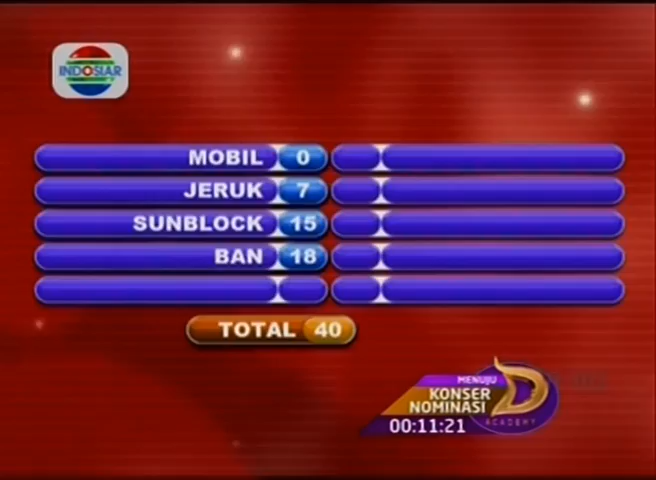 INDOSIAR
MOBIL 0
JERUK 7
SUNBLOCK 15
BAN 18
TOTAL 40
MENUJU
KONSER
NOMINASI
D
ACADEMY
00:11:21